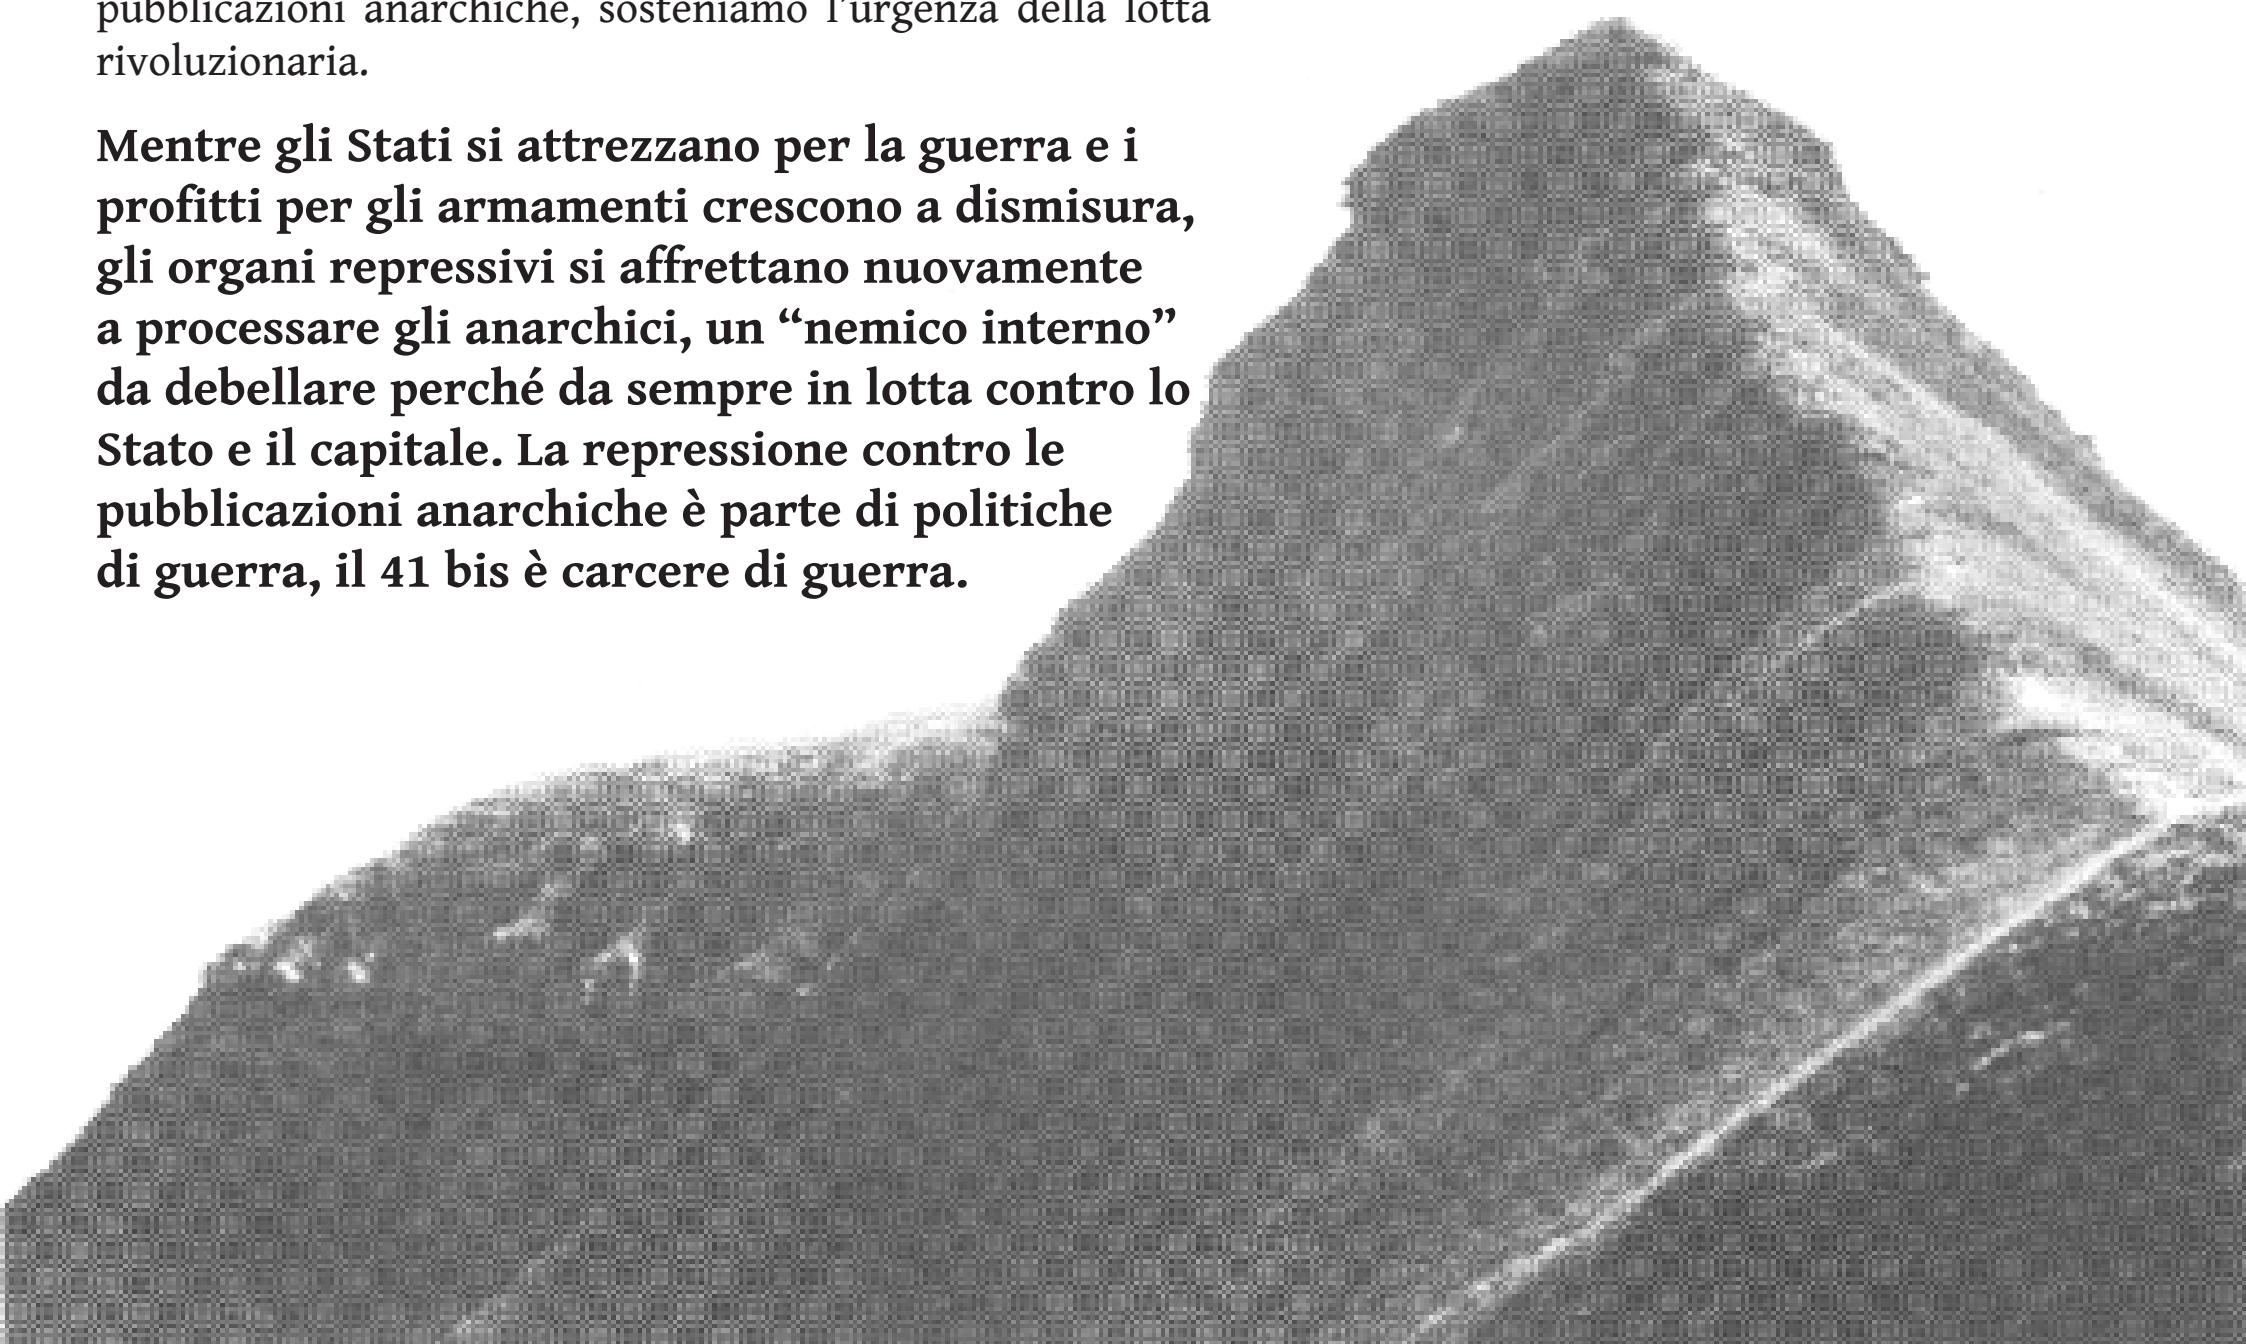 pubblicazioni anarchiche, sosteniamo l’urgenza della lotta
rivoluzionaria.
Mentre gli Stati si attrezzano per la guerra e i
profitti per gli armamenti crescono a dismisura,
gli organi repressivi si affrettano nuovamente
a processare gli anarchici, un “nemico interno”
da debellare perché da sempre in lotta contro lo
Stato e il capitale. La repressione contro le
pubblicazioni anarchiche è parte di politiche
di guerra, il 41 bis è carcere di guerra.